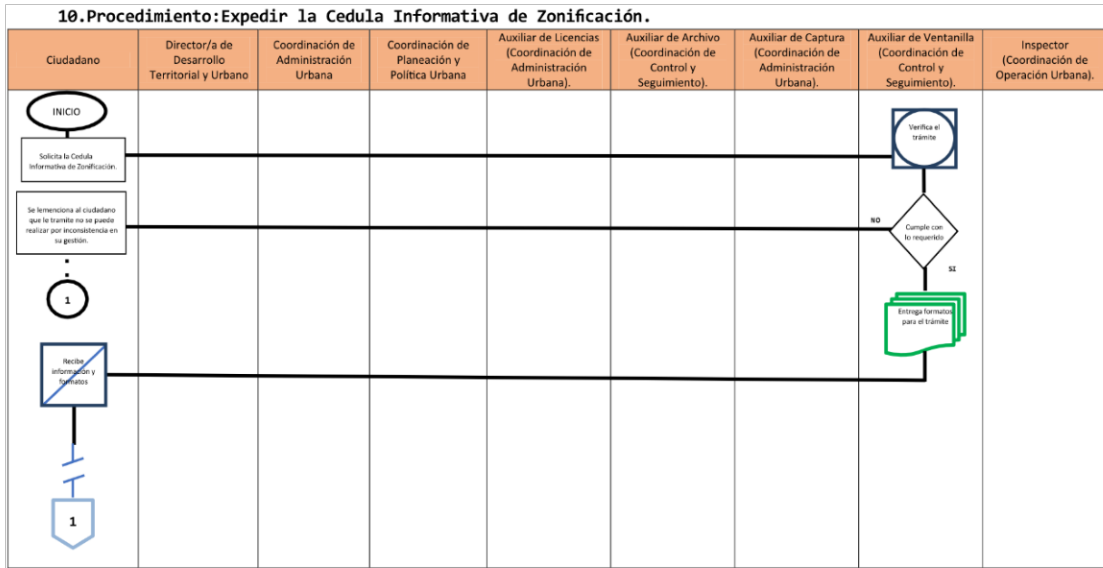 10.Procedimiento:Expedir la Cedula Informativa de Zonificación.
Ciudadano
Director/a de
Desarrollo
Territorial y Urbano
Coordinación de
Administración
Urbana
Coordinación de
Planeación y
Política Urbana
Auxiliar de Licencias
(Coordinación de
Administración
Urbana).
Auxiliar de Archivo
(Coordinación de
Control y
Seguimiento).
Auxiliar de Captura
(Coordinación de
Administración
Urbana).
Auxiliar de Ventanilla
(Coordinación de
Control y
Seguimiento).
Inspector
(Coordinación de
Operación Urbana).
INICIO
Verifica el
trámite
Solicita la Cedula
Informativa de Zonificación.
Se lemenciona al ciudadano
que le tramite no se puede
realizar por inconsistencia en
su gestión.
NO
Cumple con
lo requerido
SI
1
Entrega formatos
para el trámite
Recibe
información y
formatos
1